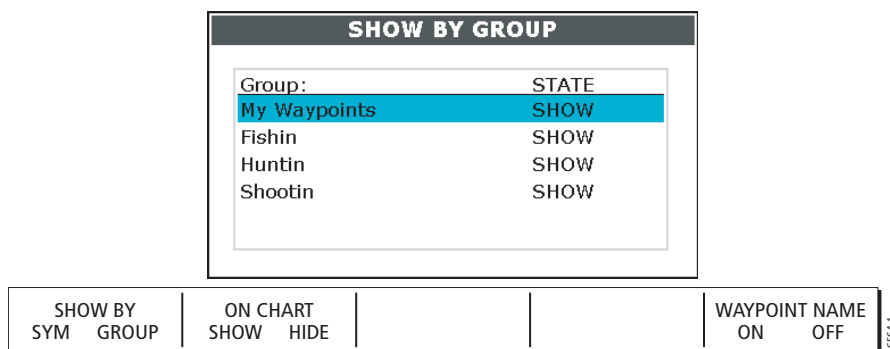 SHOW BY GROUP
Group: STATE
My Waypoints SHOW
Fishin SHOW
Huntin SHOW
Shootin SHOW
SHOW BY ON CHART WAYPOINT NAME
SYM GROUP SHOW HIDE ON OFF